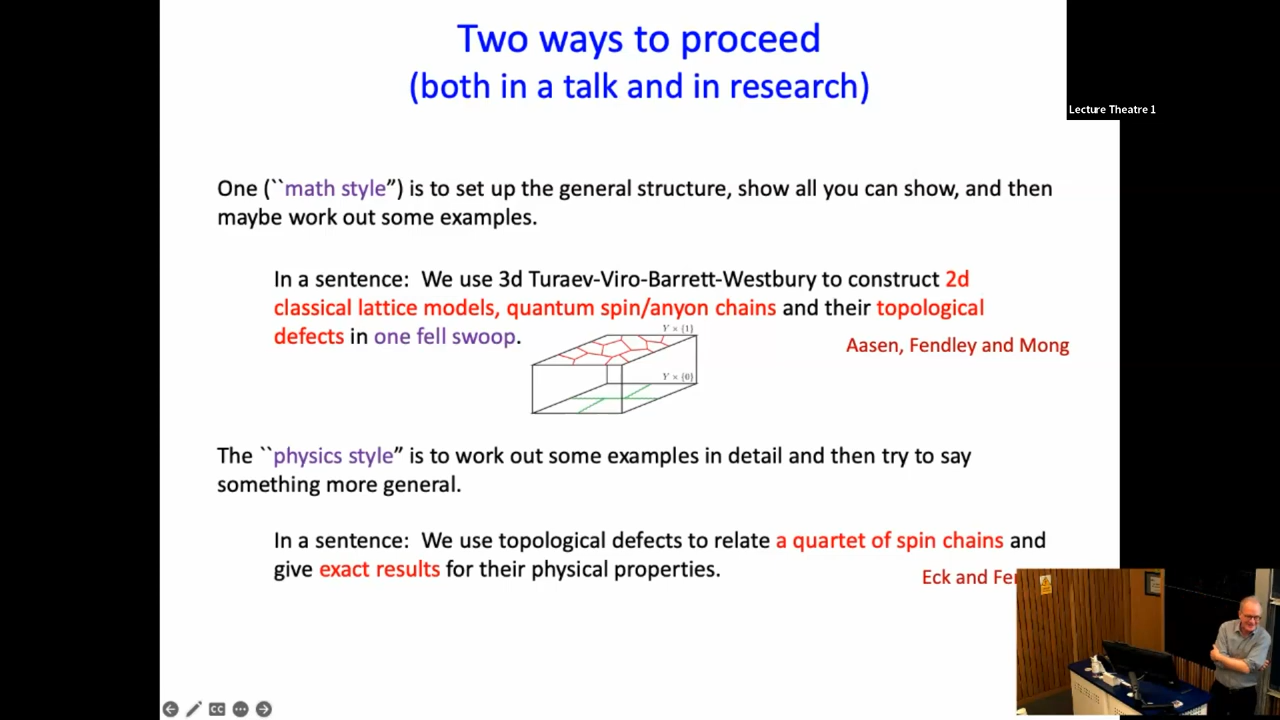 Two ways to proceed
(both in a talk and in research)
Lecture Theatre 1
One (``math style”) is to set up the general structure, show all you can show, and then
maybe work out some examples.
In a sentence: We use 3d Turaev-Viro-Barrett-Westbury to construct 2d
classical lattice models, quantum spin/anyon chains and their topological
defects in one fell swoop.
Y × {1}
Aasen, Fendley and Mong
Y × {0}
The ``physics style” is to work out some examples in detail and then try to say
something more general.
In a sentence: We use topological defects to relate a quartet of spin chains and
give exact results for their physical properties.
Eck and
CC